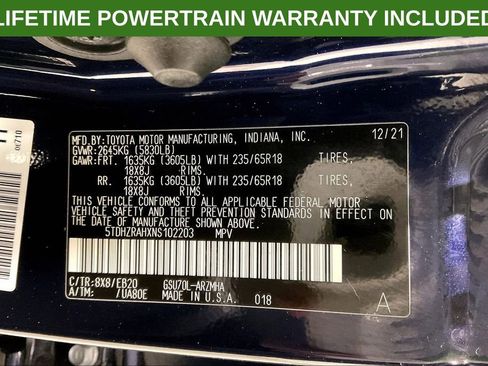 LIFETIME POWERTRAIN WARRANTY INCLUDED
MFD.BY:TOYOTA MOTOR MANUFACTURING, INDIANA, INC. 12/21
GVWR:2645KG (5830LB)
GAWR:FRT. 1635KG (3605LB) WITH 235/65R18 TIRES,
18X8J RIMS.
RR. 1635KG (3605LB) WITH 235/65R18 TIRES,
18X8J RIMS.
THIS VEHICLE CONFORMS TO ALL APPLICABLE FEDERAL MOTOR
VEHICLE SAFETY AND BUMPER STANDARDS IN EFFECT ON
THE DATE OF MANUFACTURE SHOWN ABOVE.
5TDHZRAHXNS102203 MPV
C/TR:8X8/EB20 GSU70L-ARZMHA
A/TM: /UA80E MADE IN U.S.A. 018 A